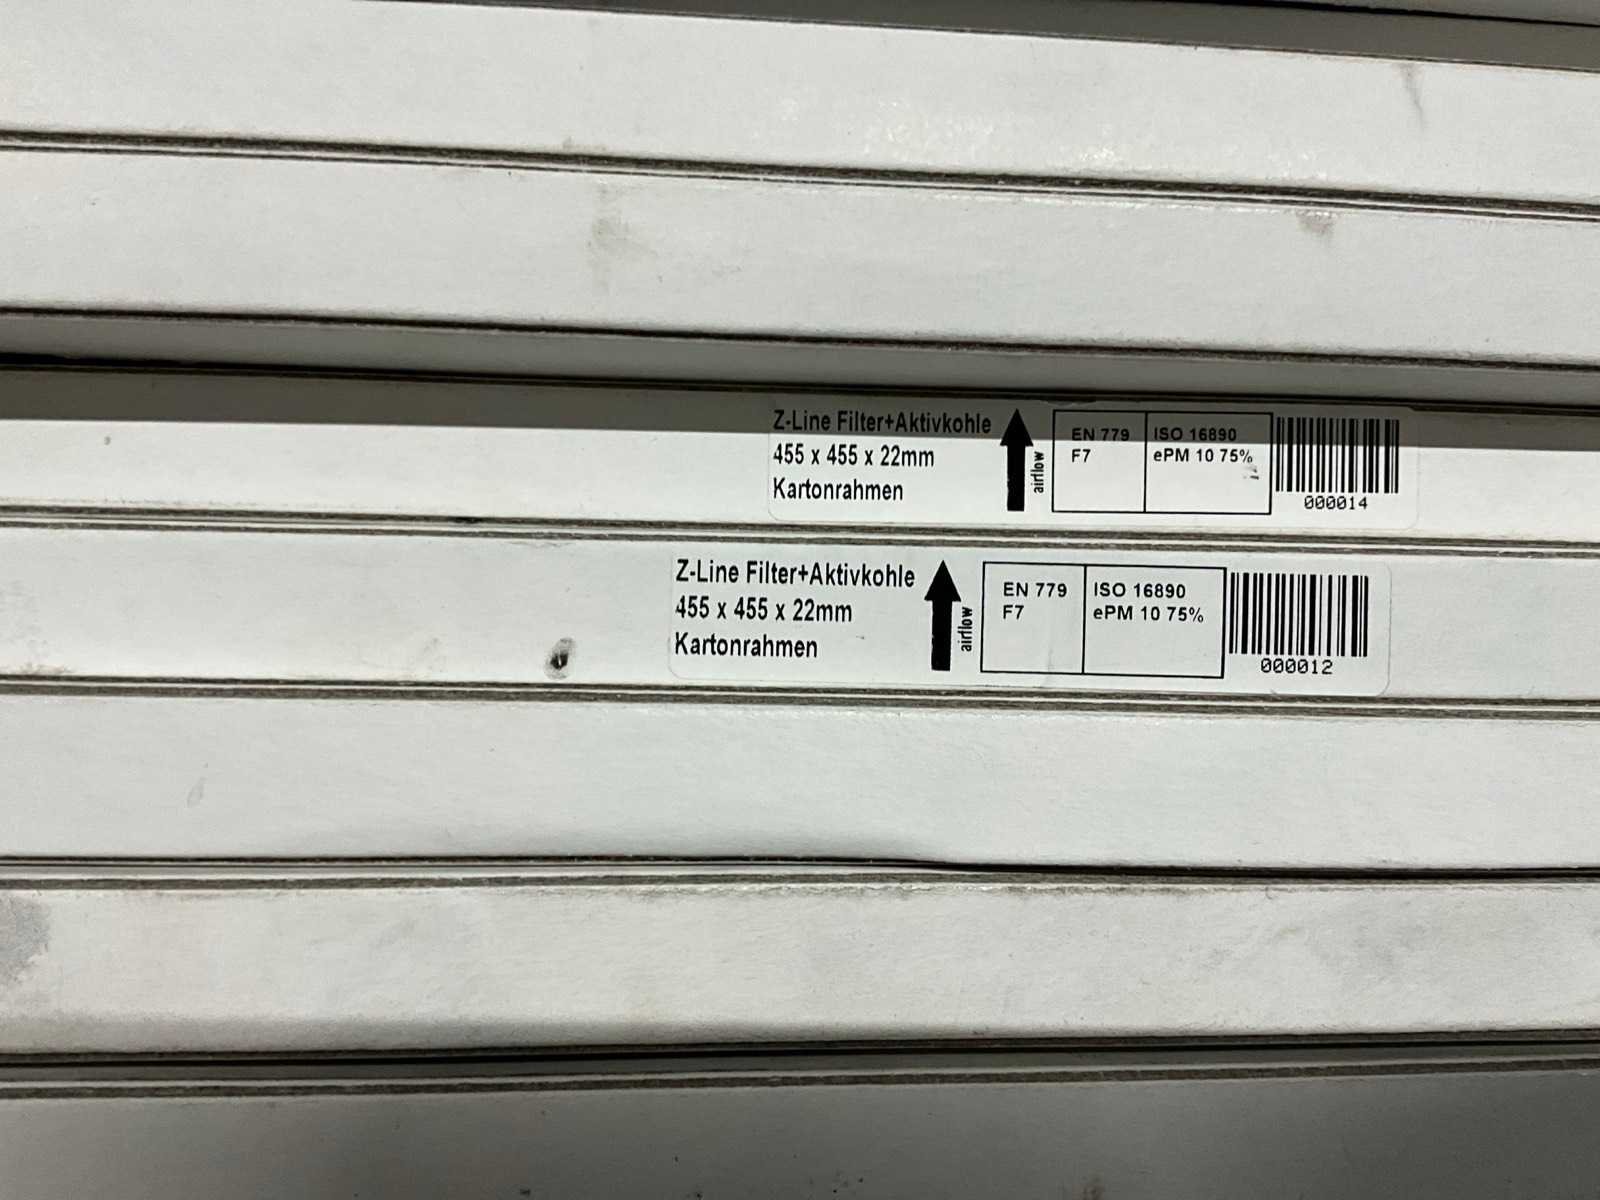 Z-Line Filter+Aktivkohle
455 x 455 x 22mm
Kartonrahmen
airflow
EN 779
F7
ISO 16890
ePM 10 75%
000014
Z-Line Filter+Aktivkohle
455 x 455 x 22mm
Kartonrahmen
airflow
EN 779
F7
ISO 16890
ePM 10 75%
000012